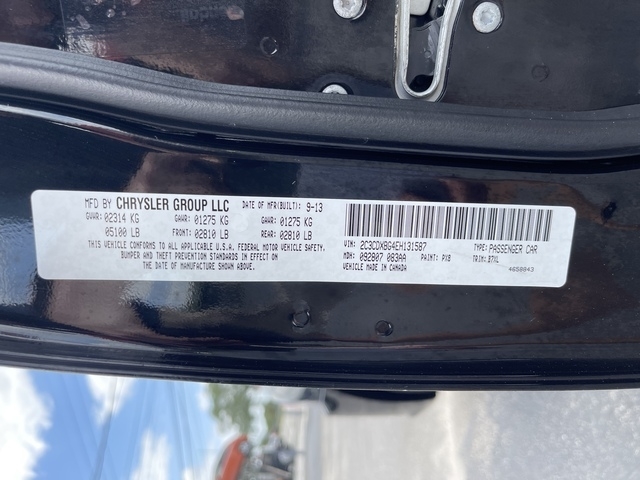 MFD BY CHRYSLER GROUP LLC DATE OF MFR(BUILT): 9-13
GVWR: 02314 KG GAWR: 01275 KG GAWR: 01275 KG
05100 LB FRONT: 02810 LB REAR: 02810 LB
THIS VEHICLE CONFORMS TO ALL APPLICABLE U.S.A. FEDERAL MOTOR VEHICLE SAFETY,
BUMPER AND THEFT PREVENTION STANDARDS IN EFFECT ON
THE DATE OF MANUFACTURE SHOWN ABOVE.
VIN: 2C3CDXBG4EH131587 TYPE: PASSENGER CAR
MDH: 092807 083AA PAINT: PX8 TRIM: B7XL
VEHICLE MADE IN CANADA 4658843